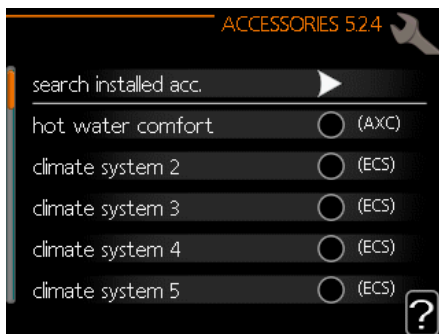 ACCESSORIES 5.2.4
search installed acc.
hot water comfort (AXC)
climate system 2 (ECS)
climate system 3 (ECS)
climate system 4 (ECS)
climate system 5 (ECS)
?